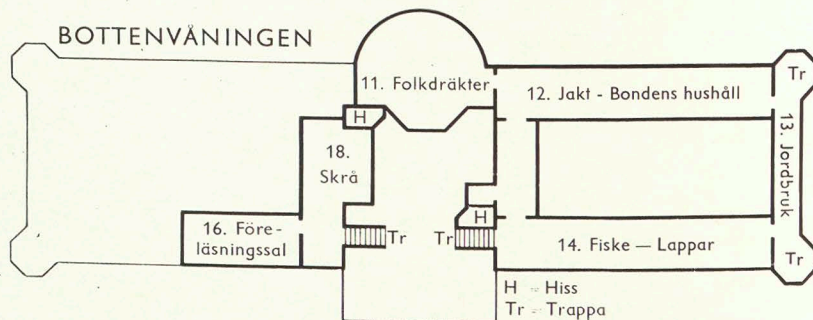 BOTTENVÅNINGEN
11. Folkdräkter
12. Jakt - Bondens hushåll
Tr
13. Jordbruk
H
18.
Skrå
16. Före-
läsningssal
Tr
Tr
H
14. Fiske — Lappar
Tr
H = Hiss
Tr = Trappa